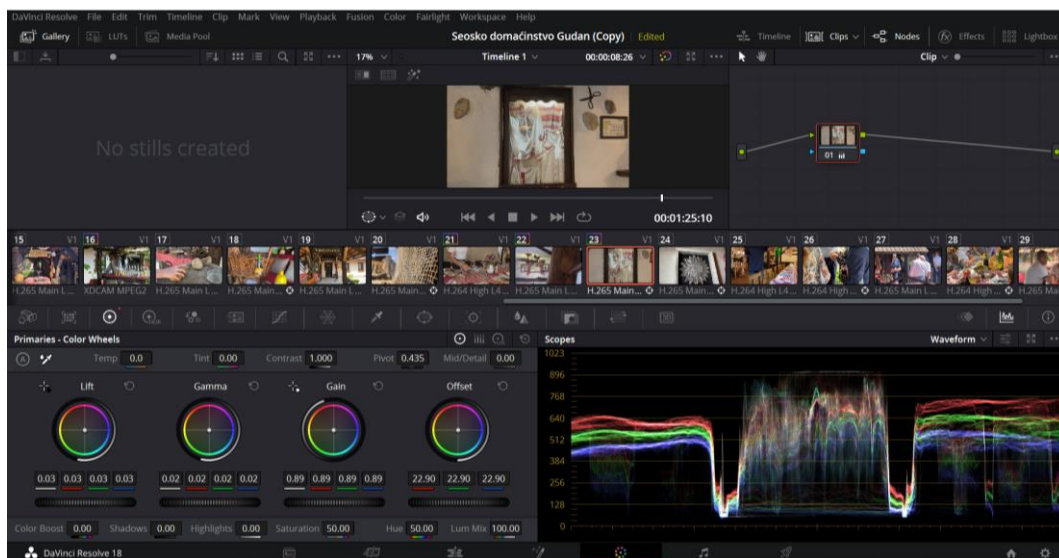 DaVinci Resolve File Edit Trim Timeline Clip Mark View Playback Fusion Color Fairlight Workspace Help
Gallery LUTs Media Pool Seosko domaćinstvo Gudan (Copy) Edited Timeline Clips Nodes Effects Lightbox
17% Timeline 1 00:00:08:26 Clip
No stills created
01
00:01:25:10
15 V1 16 V1 17 V1 18 V1 19 V1 20 V1 21 V1 22 V1 23 V1 24 V1 25 V1 26 V1 27 V1 28 V1 29
H.265 Main L... XDCAM MPEG2 H.265 Main L... H.265 Main... H.265 Main L... H.265 Main... H.264 High L4... H.265 Main... H.265 Main... H.265 Main... H.264 High L4... H.265 Main... H.265 Main L... H.264 High... H.265 Main
Primaries - Color Wheels Scopes Waveform
Temp 0.0 Tint 0.00 Contrast 1.000 Pivot 0.435 Mid/Detail 0.00
Lift Gamma Gain Offset
0.03 0.03 0.03 0.03 0.02 0.02 0.02 0.02 0.89 0.89 0.89 0.89 22.90 22.90 22.90
Color Boost 0.00 Shadows 0.00 Highlights 0.00 Saturation 50.00 Hue 50.00 Lum Mix 100.00
1023
896
768
640
512
384
256
128
0
DaVinci Resolve 18